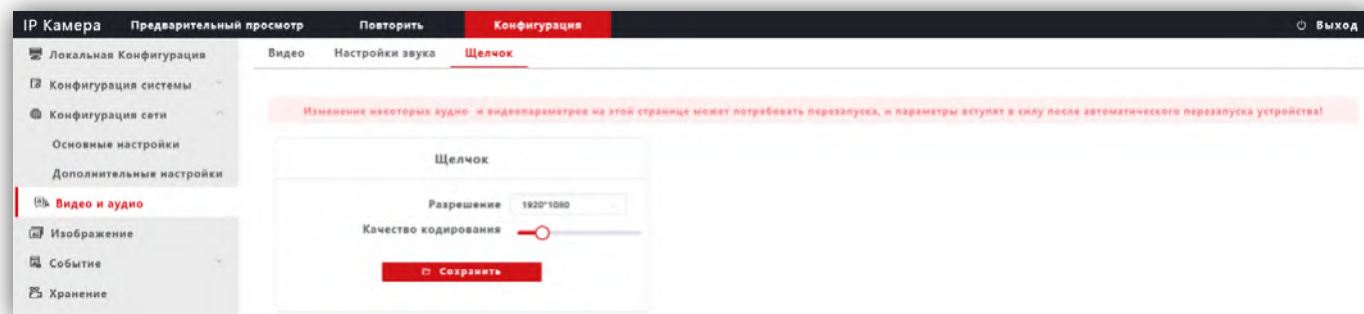 IP Камера Предварительный просмотр Повторить Конфигурация Выход
Локальная Конфигурация
Видео Настройки звука Щелчок
Конфигурация системы
Конфигурация сети
Изменение некоторых аудио- и видеопараметров на этой странице может потребовать перезапуска, и параметры вступят в силу после автоматического перезапуска устройства!
Основные настройки
Дополнительные настройки
Видео и аудио
Изображение
Событие
Хранение
Щелчок
Разрешение 1920*1080
Качество кодирования
Сохранить